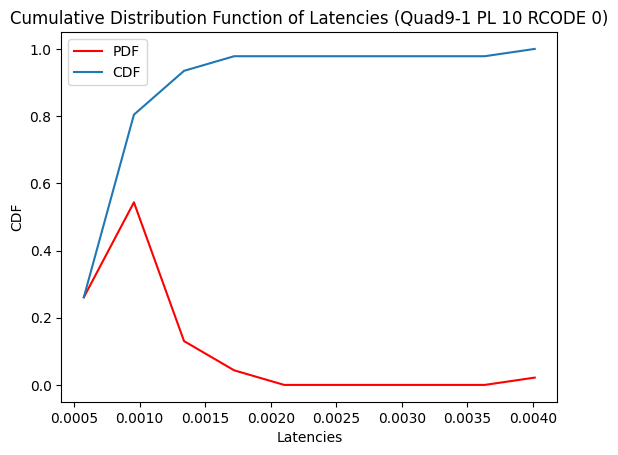 Cumulative Distribution Function of Latencies (Quad9-1 PL 10 RCODE 0)
PDF
CDF
1.0
0.8
0.6
0.4
0.2
0.0
CDF
0.0005 0.0010 0.0015 0.0020 0.0025 0.0030 0.0035 0.0040
Latencies